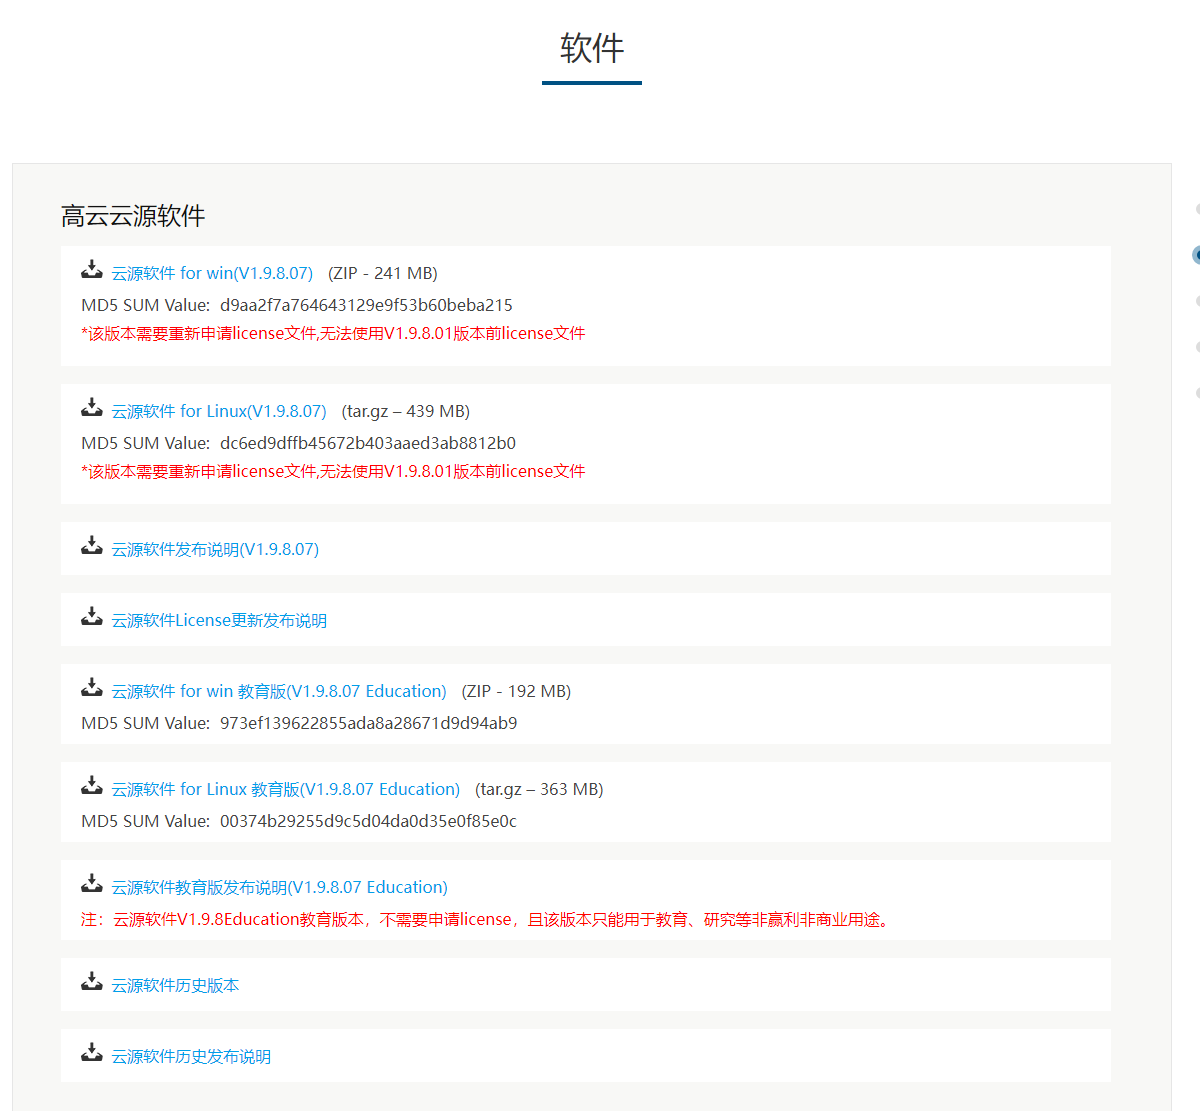 软件
高云云源软件
云源软件 for win(V1.9.8.07) (ZIP - 241 MB)
MD5 SUM Value: d9aa2f7a764643129e9f53b60beba215
*该版本需要重新申请license文件,无法使用V1.9.8.01版本前license文件
云源软件 for Linux(V1.9.8.07) (tar.gz – 439 MB)
MD5 SUM Value: dc6ed9dffb45672b403aaed3ab8812b0
*该版本需要重新申请license文件,无法使用V1.9.8.01版本前license文件
云源软件发布说明(V1.9.8.07)
云源软件License更新发布说明
云源软件 for win 教育版(V1.9.8.07 Education) (ZIP - 192 MB)
MD5 SUM Value: 973ef139622855ada8a28671d9d94ab9
云源软件 for Linux 教育版(V1.9.8.07 Education) (tar.gz – 363 MB)
MD5 SUM Value: 00374b29255d9c5d04da0d35e0f85e0c
云源软件教育版发布说明(V1.9.8.07 Education)
注：云源软件V1.9.8Education教育版本，不需要申请license，且该版本只能用于教育、研究等非赢利非商业用途。
云源软件历史版本
云源软件历史发布说明